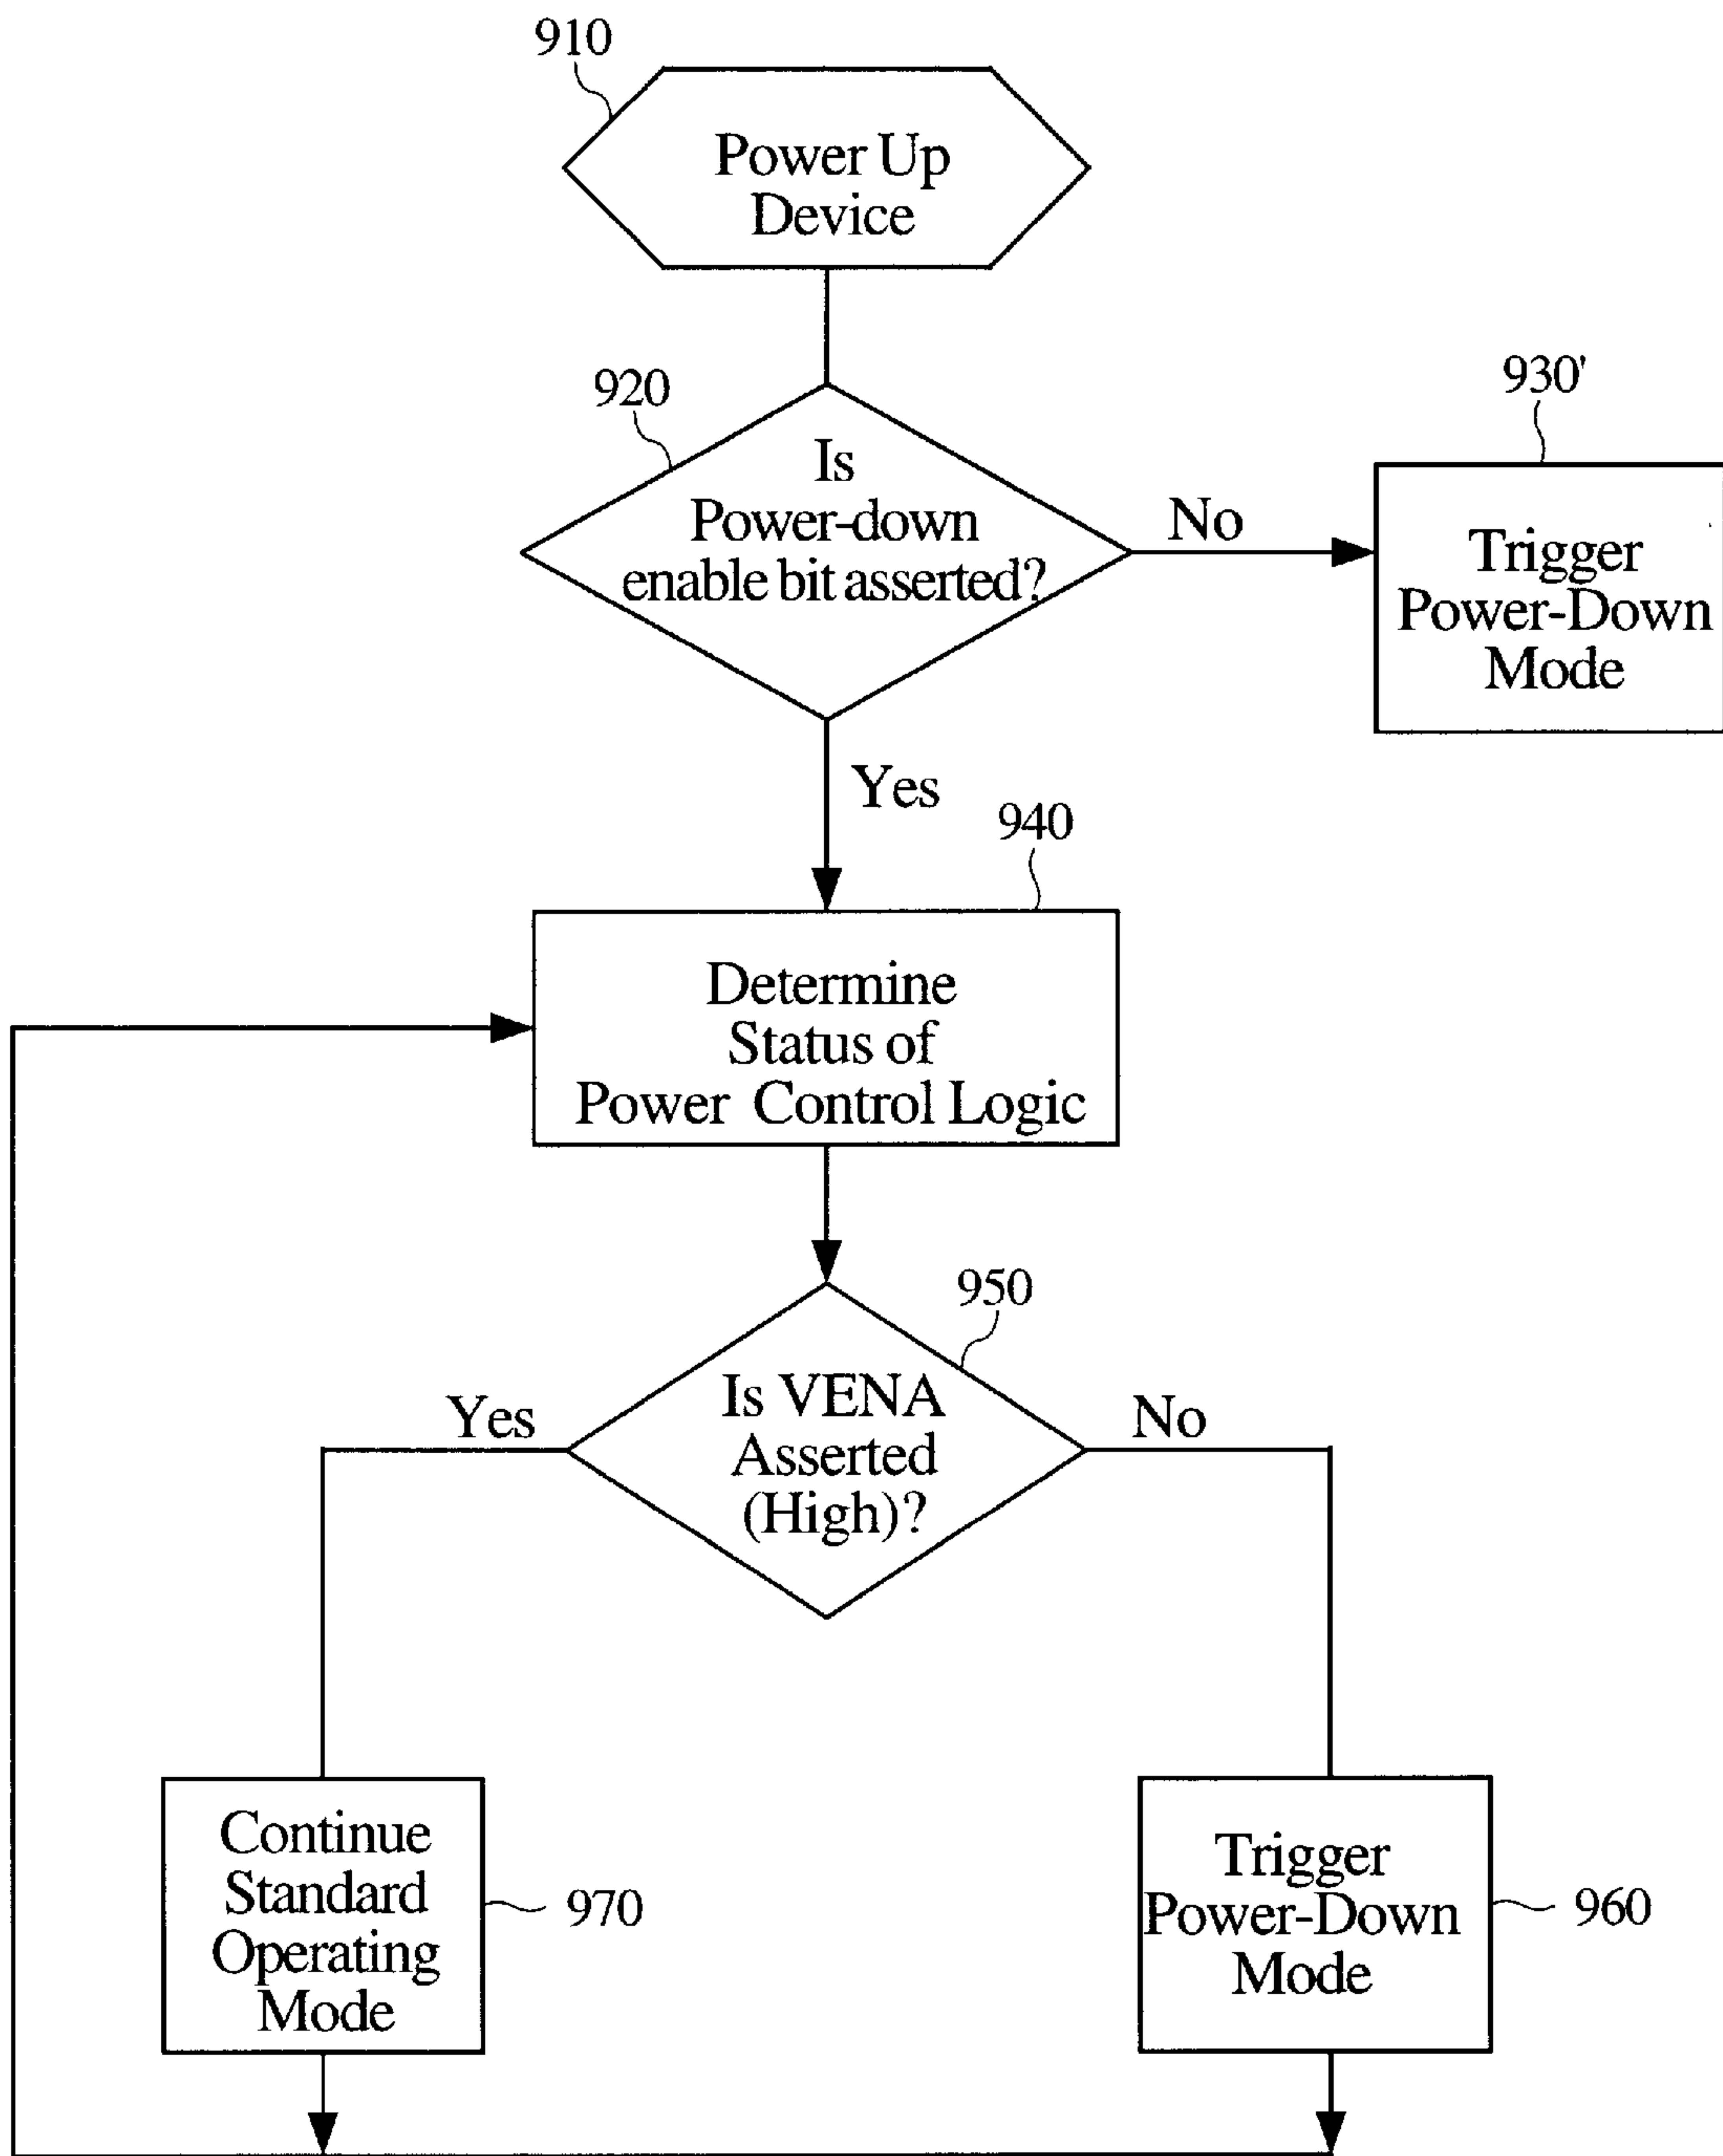 910
Power Up
Device
920
Is
Power-down
enable bit asserted?
No
930'
Trigger
Power-Down
Mode
Yes
940
Determine
Status of
Power Control Logic
950
Is VENA
Asserted
(High)?
Yes
No
Continue
Standard
Operating
Mode
970
Trigger
Power-Down
Mode
960